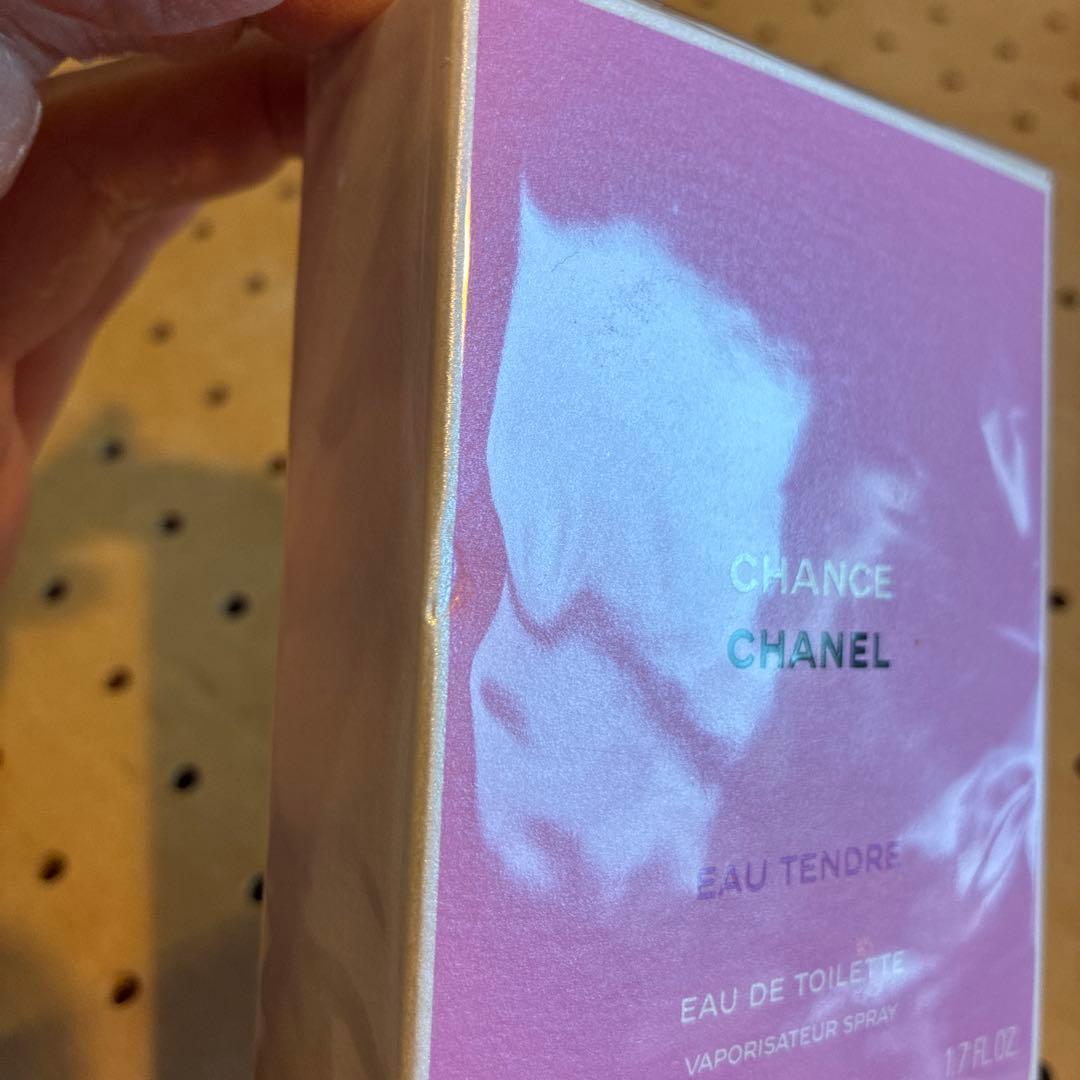 CHANCE
CHANEL
EAU TENDRE
EAU DE TOILETTE
VAPORISATEUR SPRAY
1.7 FL. OZ.